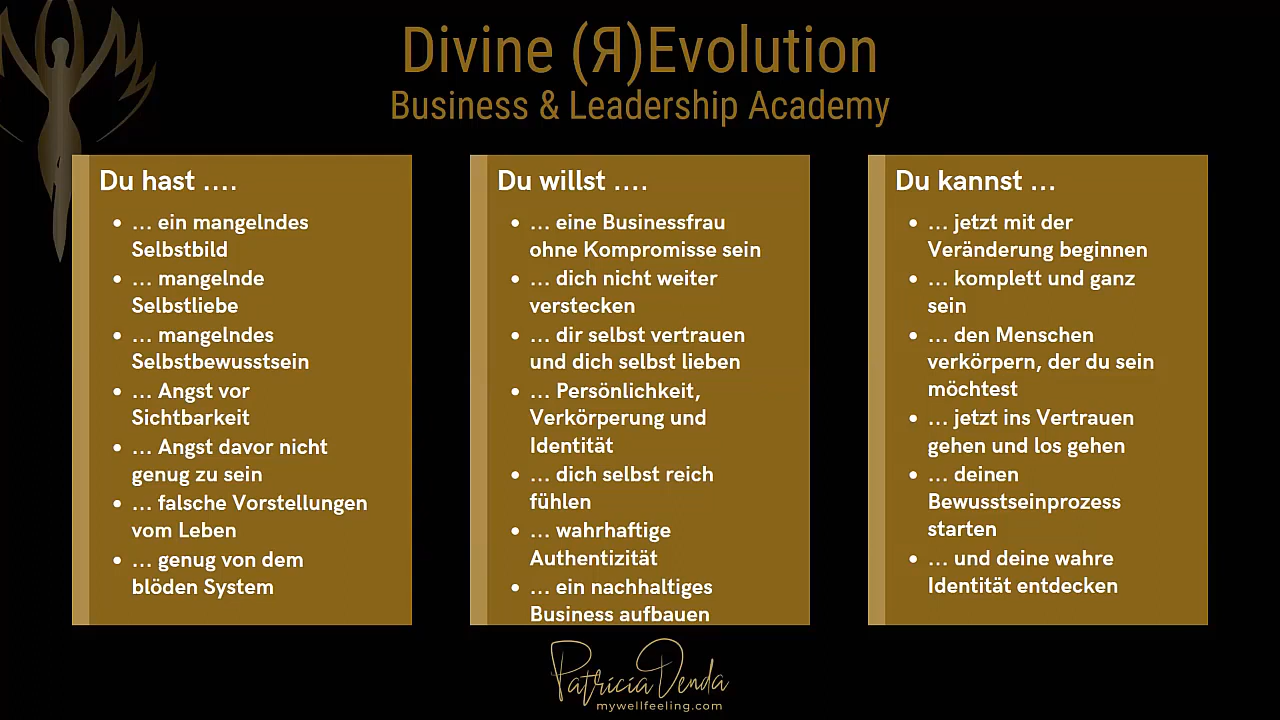 Divine (Я)Evolution
Business & Leadership Academy
Du hast ....
• ... ein mangelndes
Selbstbild
• ... mangelnde
Selbstliebe
• ... mangelndes
Selbstbewusstsein
• ... Angst vor
Sichtbarkeit
• ... Angst davor nicht
genug zu sein
• ... falsche Vorstellungen
vom Leben
• ... genug von dem
blöden System
Du willst ....
• ... eine Businessfrau
ohne Kompromisse sein
• ... dich nicht weiter
verstecken
• ... dir selbst vertrauen
und dich selbst lieben
• ... Persönlichkeit,
Verkörperung und
Identität
• ... dich selbst reich
fühlen
• ... wahrhaftige
Authentizität
• ... ein nachhaltiges
Business aufbauen
Du kannst ...
• ... jetzt mit der
Veränderung beginnen
• ... komplett und ganz
sein
• ... den Menschen
verkörpern, der du sein
möchtest
• ... jetzt ins Vertrauen
gehen und los gehen
• ... deinen
Bewusstseinprozess
starten
• ... und deine wahre
Identität entdecken
Patricia Denda
mywellfeeling.com